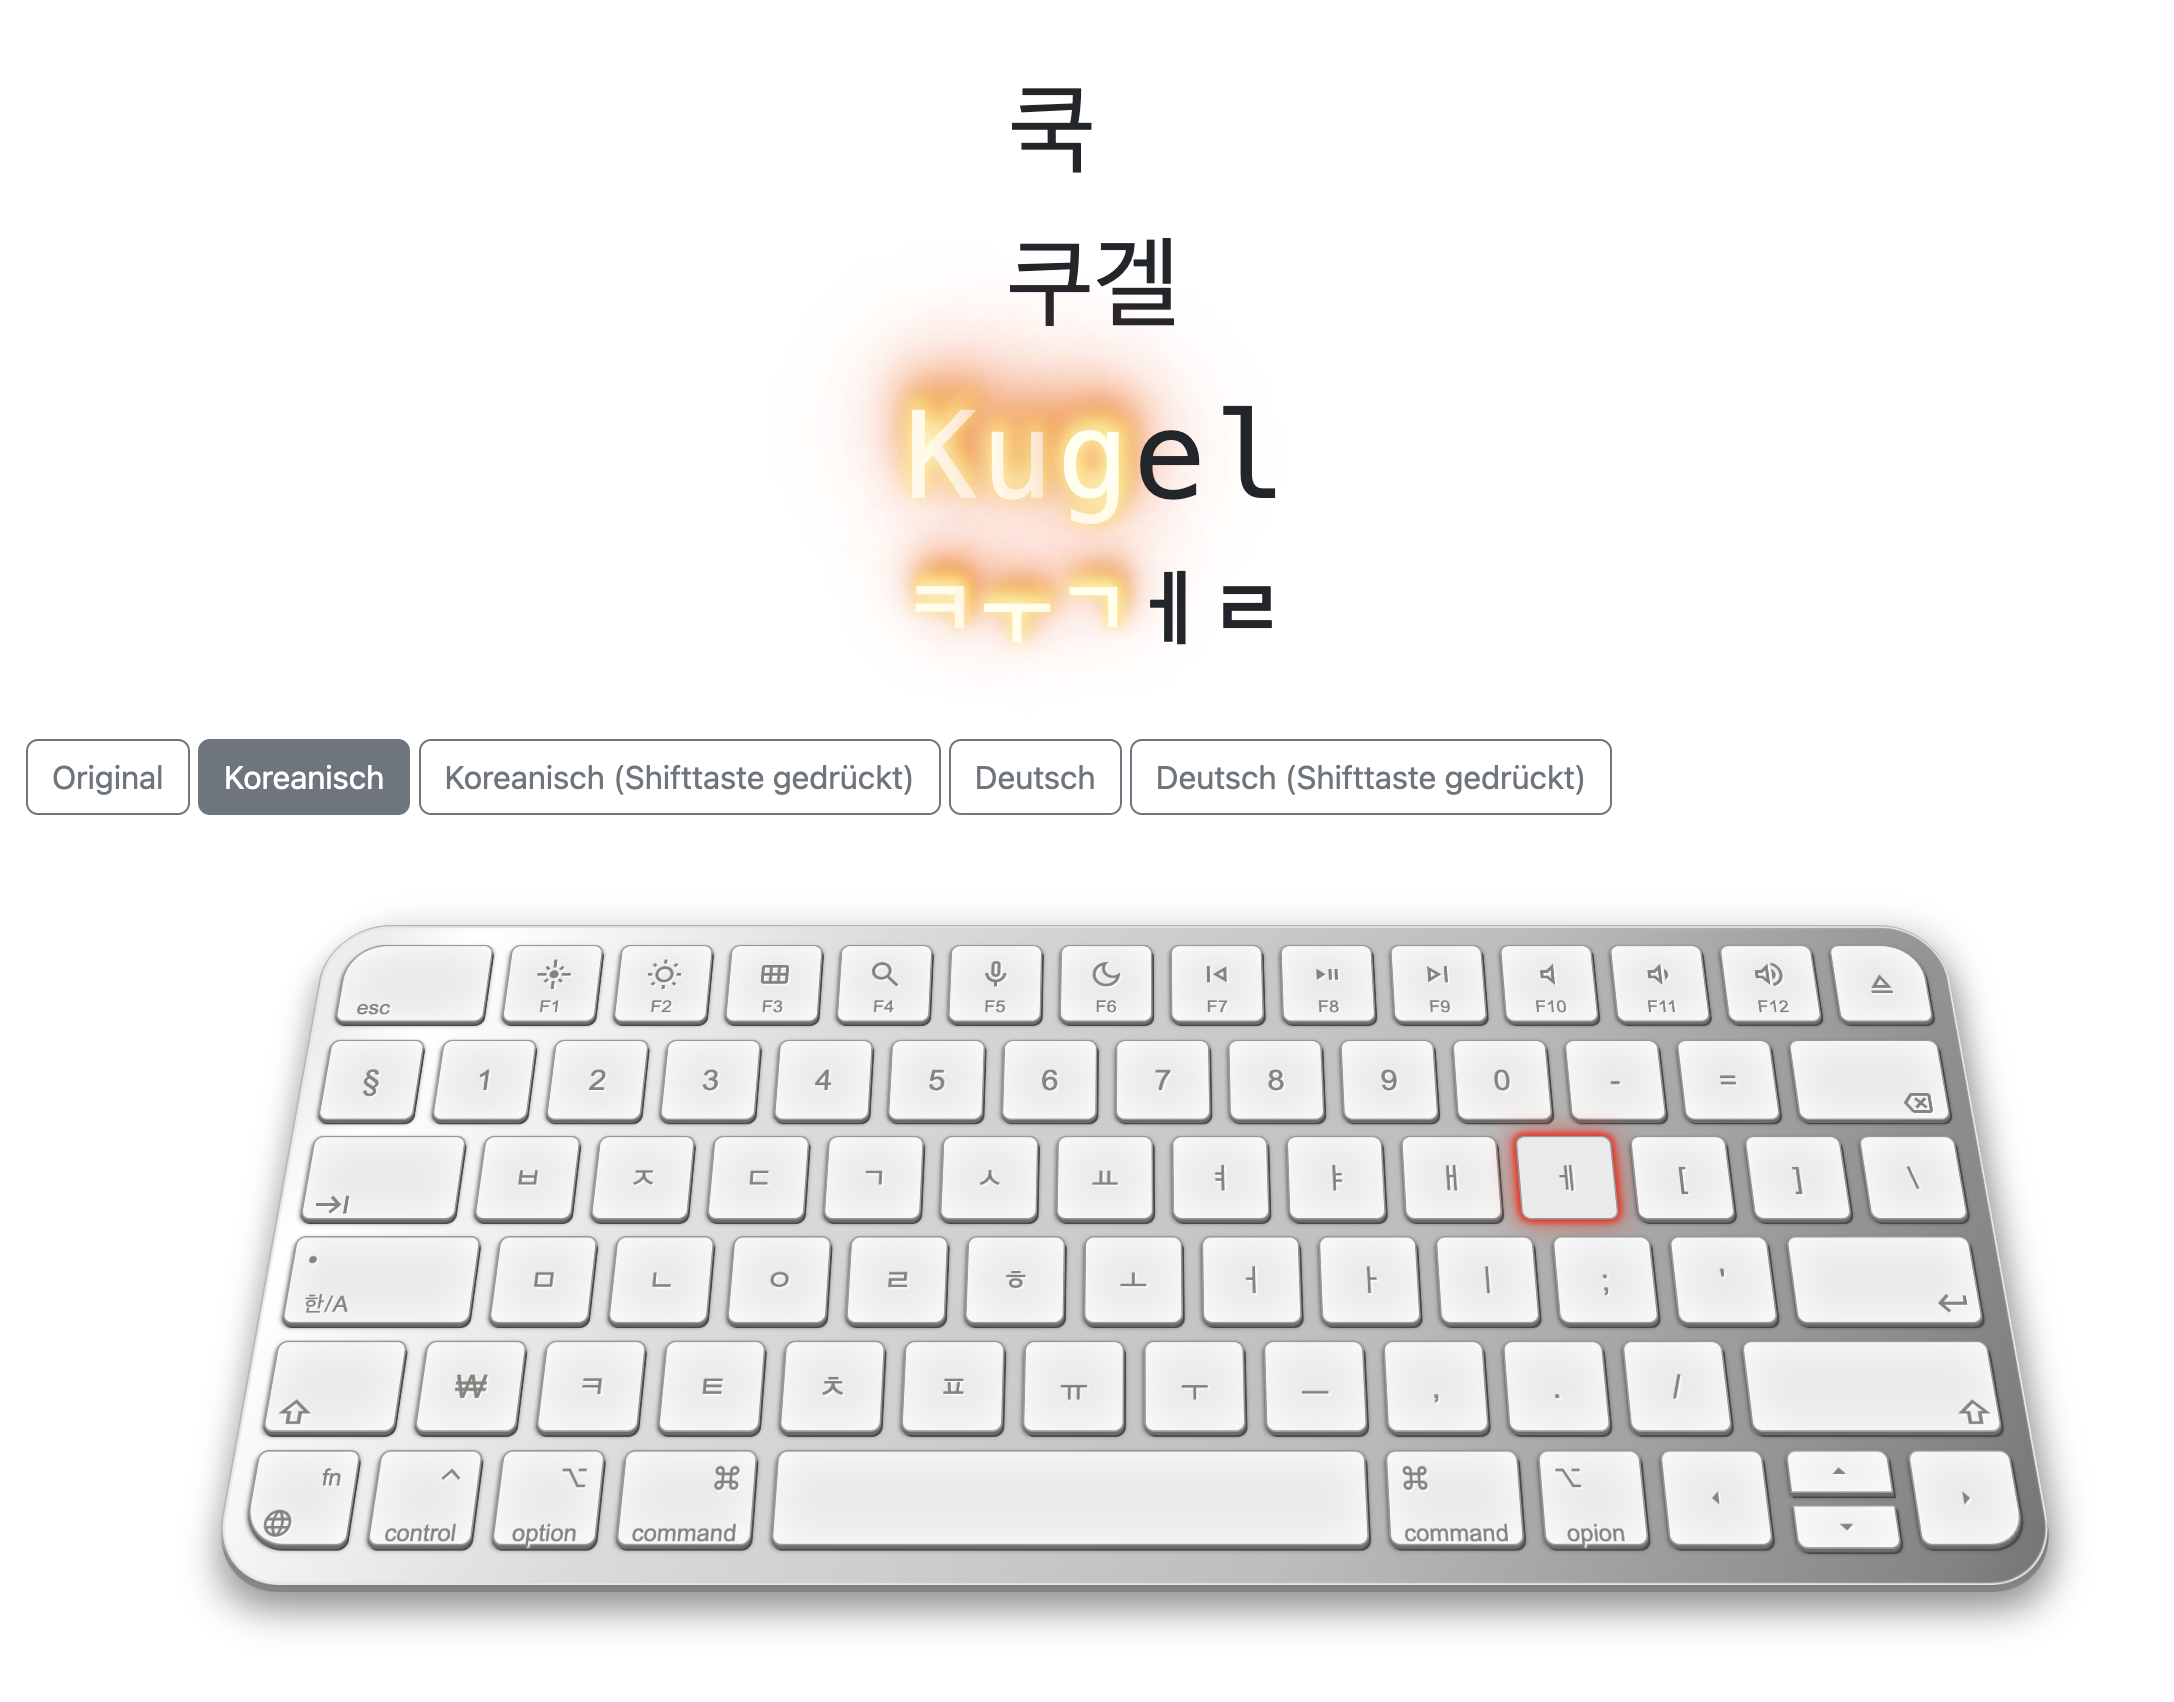 쿡
쿠겔
Kugel
ㅋㅜㄱㅔㄹ
Original Koreanisch Koreanisch (Shifttaste gedrückt) Deutsch Deutsch (Shifttaste gedrückt)
esc F1 F2 F3 F4 F5 F6 F7 F8 F9 F10 F11 F12
§ 1 2 3 4 5 6 7 8 9 0 - =
ㅂ ㅈ ㄷ ㄱ ㅅ ㅛ ㅕ ㅑ ㅐ ㅔ [ ] \
한/A ㅁ ㄴ ㅇ ㄹ ㅎ ㅗ ㅓ ㅏ ㅣ ; '
₩ ㅋ ㅌ ㅊ ㅍ ㅠ ㅜ ㅡ , . /
fn control option command command opion